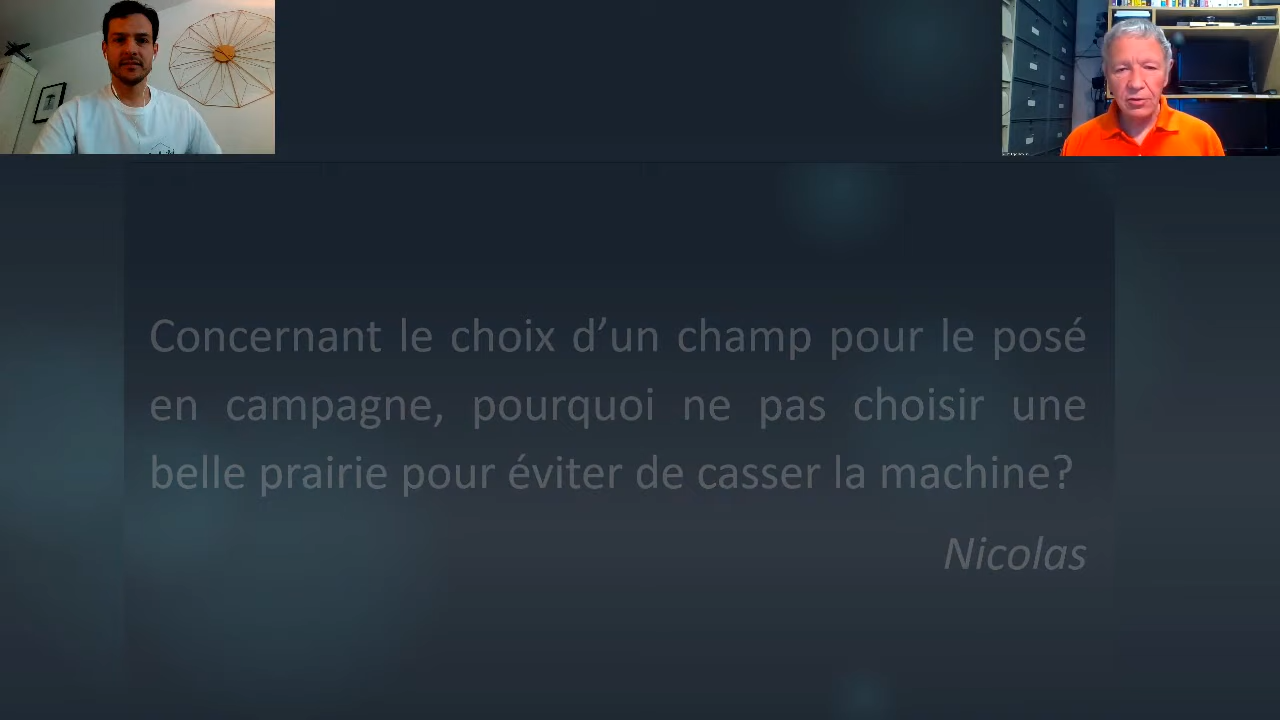 Concernant le choix d’un champ pour le posé
en campagne, pourquoi ne pas choisir une
belle prairie pour éviter de casser la machine?
Nicolas